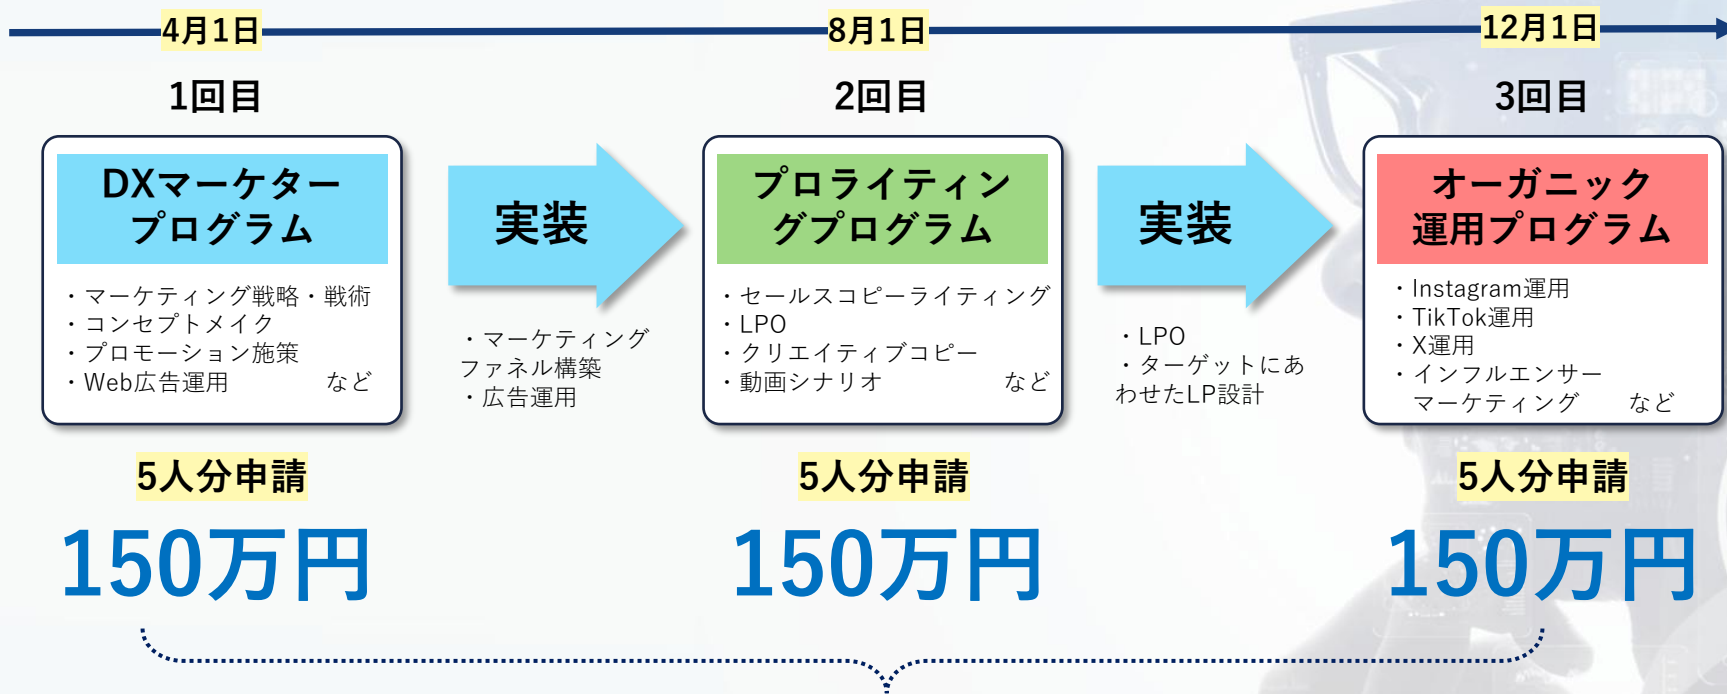 4月1日
8月1日
12月1日
1回目
2回目
3回目
DXマーケター
プログラム
・マーケティング戦略・戦術
・コンセプトメイク
・プロモーション施策
・Web広告運用 など
実装
・マーケティング
ファネル構築
・広告運用
プロライティン
グプログラム
・セールスコピーライティング
・LPO
・クリエイティブコピー
・動画シナリオ など
実装
・LPO
・ターゲットにあ
わせたLP設計
オーガニック
運用プログラム
・Instagram運用
・TikTok運用
・X運用
・インフルエンサー
マーケティング など
5人分申請
5人分申請
5人分申請
150万円
150万円
150万円